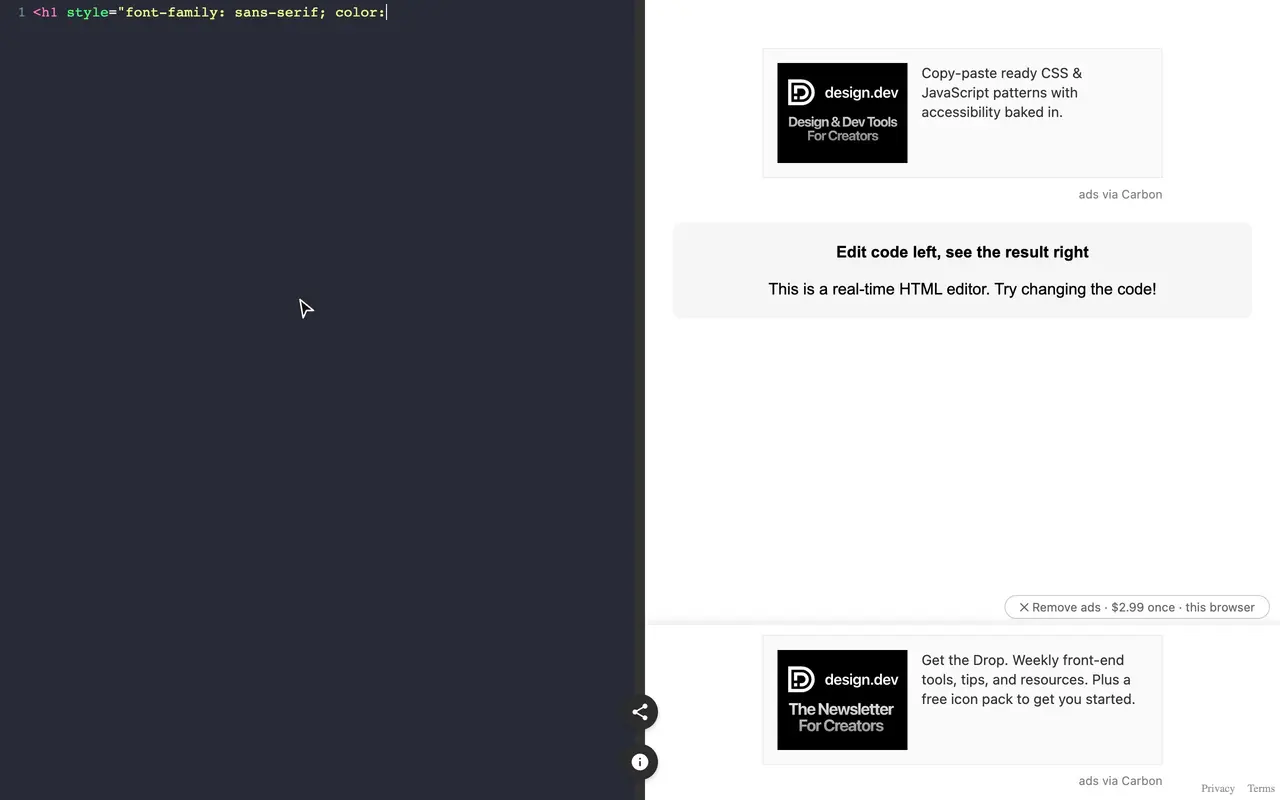 1 <h1 style="font-family: sans-serif; color:
design.dev
Design & Dev Tools
For Creators
Copy-paste ready CSS &
JavaScript patterns with
accessibility baked in.
ads via Carbon
Edit code left, see the result right
This is a real-time HTML editor. Try changing the code!
Remove ads · $2.99 once · this browser
design.dev
The Newsletter
For Creators
Get the Drop. Weekly front-end
tools, tips, and resources. Plus a
free icon pack to get you started.
ads via Carbon
Privacy Terms